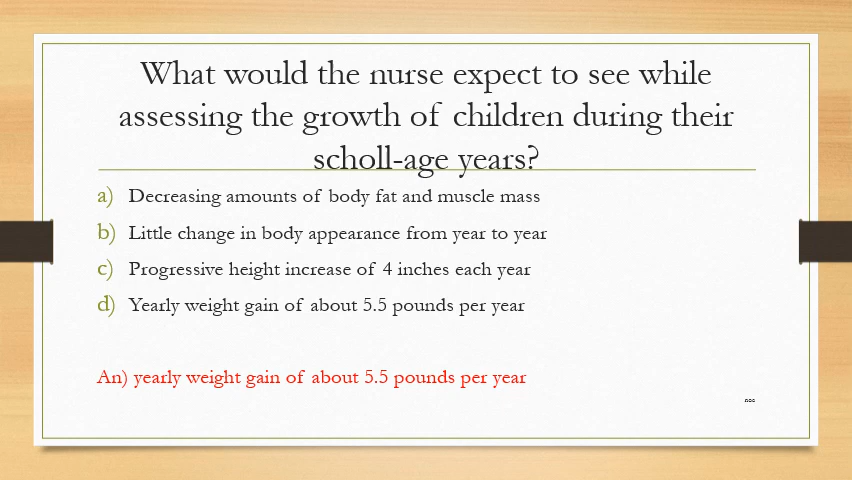 What would the nurse expect to see while
assessing the growth of children during their
scholl-age years?
a) Decreasing amounts of body fat and muscle mass
b) Little change in body appearance from year to year
c) Progressive height increase of 4 inches each year
d) Yearly weight gain of about 5.5 pounds per year
An) yearly weight gain of about 5.5 pounds per year